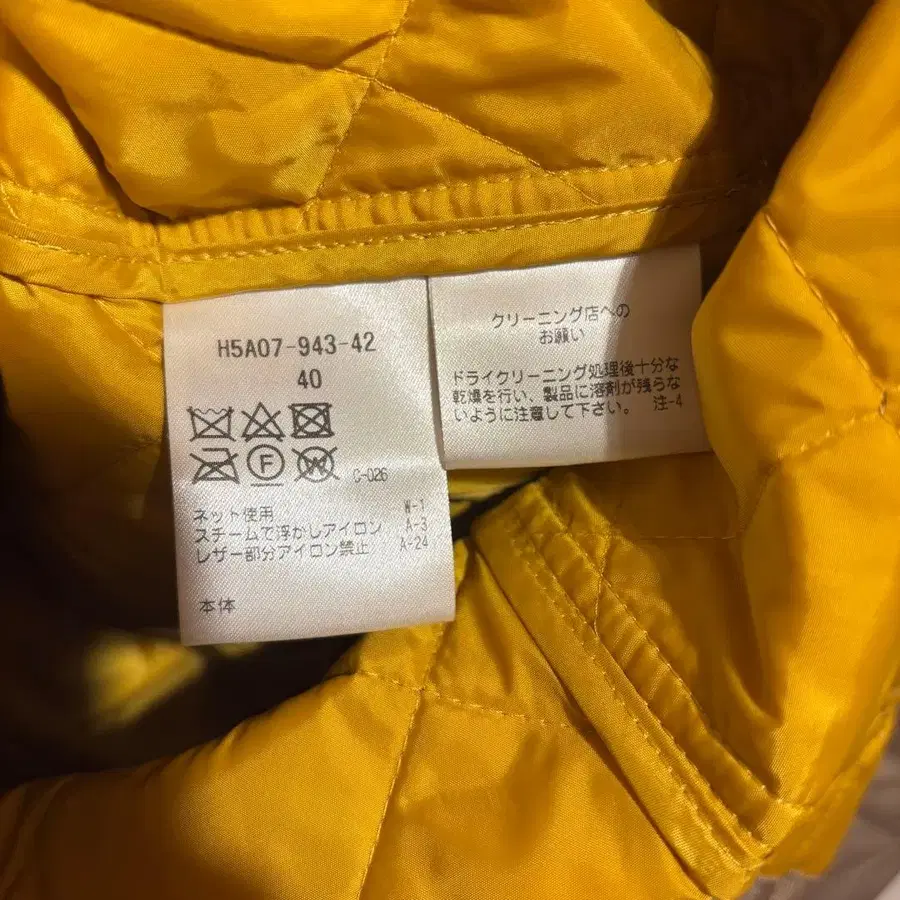 H5A07-943-42
40
F W
C-026
ネット使用 W-1
スチームで浮かしアイロン A-3
レザー部分アイロン禁止 A-24
本体
クリーニング店への
お願い
ドライクリーニング処理後十分な
乾燥を行い、製品に溶剤が残らな
いように注意して下さい。 注-4